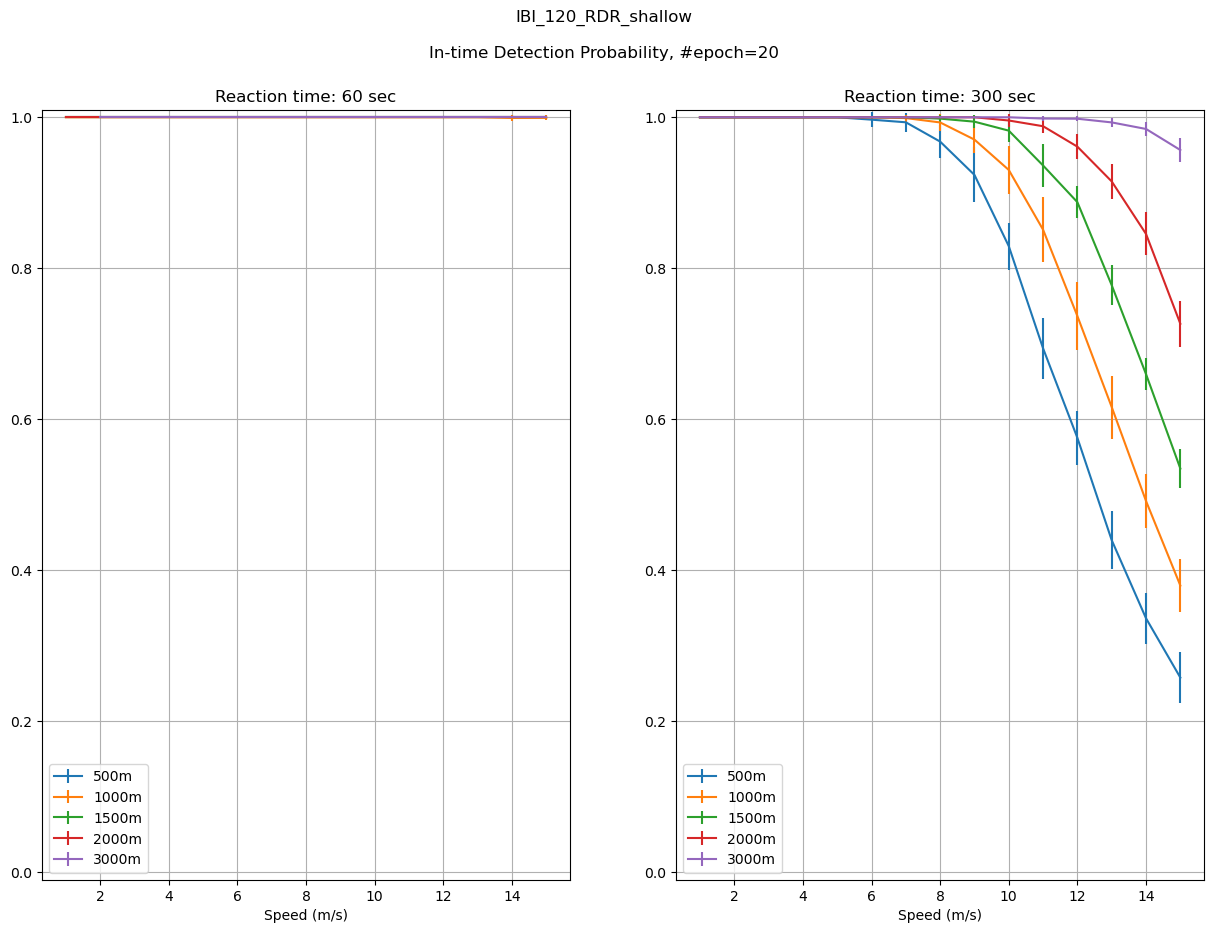 IBI_120_RDR_shallow
In-time Detection Probability, #epoch=20
Reaction time: 60 sec
1.0
0.8
0.6
0.4
0.2
0.0
2 4 6 8 10 12 14
Speed (m/s)
500m
1000m
1500m
2000m
3000m
Reaction time: 300 sec
1.0
0.8
0.6
0.4
0.2
0.0
2 4 6 8 10 12 14
Speed (m/s)
500m
1000m
1500m
2000m
3000m